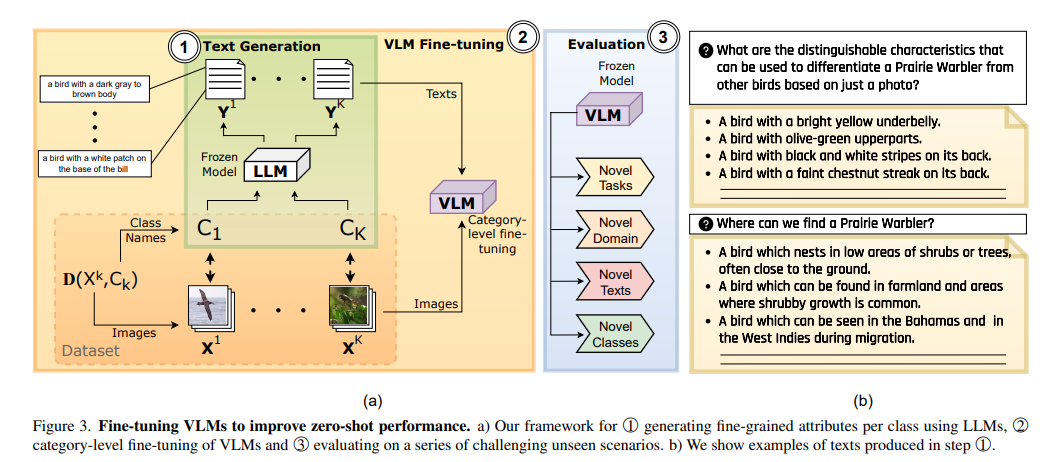 1
Text Generation
VLM Fine-tuning
2
a bird with a dark gray to
brown body
a bird with a white patch on
the base of the bill
Y1
YK
Texts
Frozen
Model
LLM
VLM
Category-
level fine-
tuning
Class
Names
C1
CK
D(Xk,Ck)
Images
Images
X1
XK
Dataset
Evaluation
3
Frozen
Model
VLM
Novel
Tasks
Novel
Domain
Novel
Texts
Novel
Classes
(a)
? What are the distinguishable characteristics that
can be used to differentiate a Prairie Warbler from
other birds based on just a photo?
• A bird with a bright yellow underbelly.
• A bird with olive-green upperparts.
• A bird with black and white stripes on its back.
• A bird with a faint chestnut streak on its back.
? Where can we find a Prairie Warbler?
• A bird which nests in low areas of shrubs or trees,
often close to the ground.
• A bird which can be found in farmland and areas
where shrubby growth is common.
• A bird which can be seen in the Bahamas and in
the West Indies during migration.
(b)
Figure 3. Fine-tuning VLMs to improve zero-shot performance. a) Our framework for ① generating fine-grained attributes per class using LLMs, ②
category-level fine-tuning of VLMs and ③ evaluating on a series of challenging unseen scenarios. b) We show examples of texts produced in step ①.